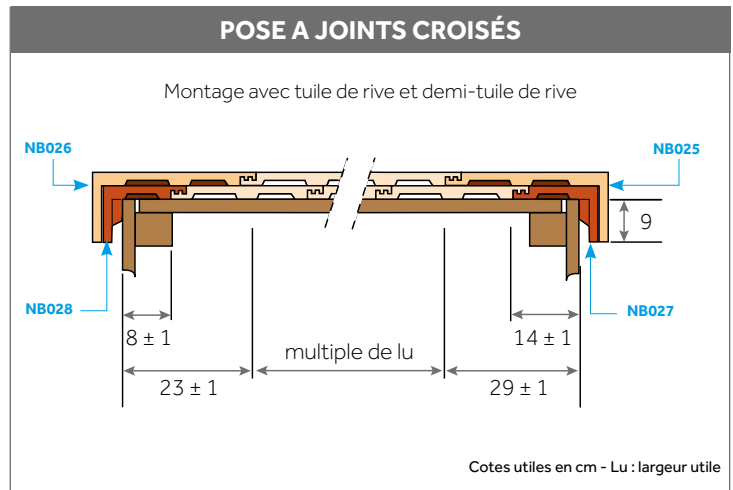 POSE A JOINTS CROISÉS
Montage avec tuile de rive et demi-tuile de rive
NB026
NB025
9
NB028
NB027
8 ± 1
multiple de lu
14 ± 1
23 ± 1
29 ± 1
Cotes utiles en cm - Lu : largeur utile